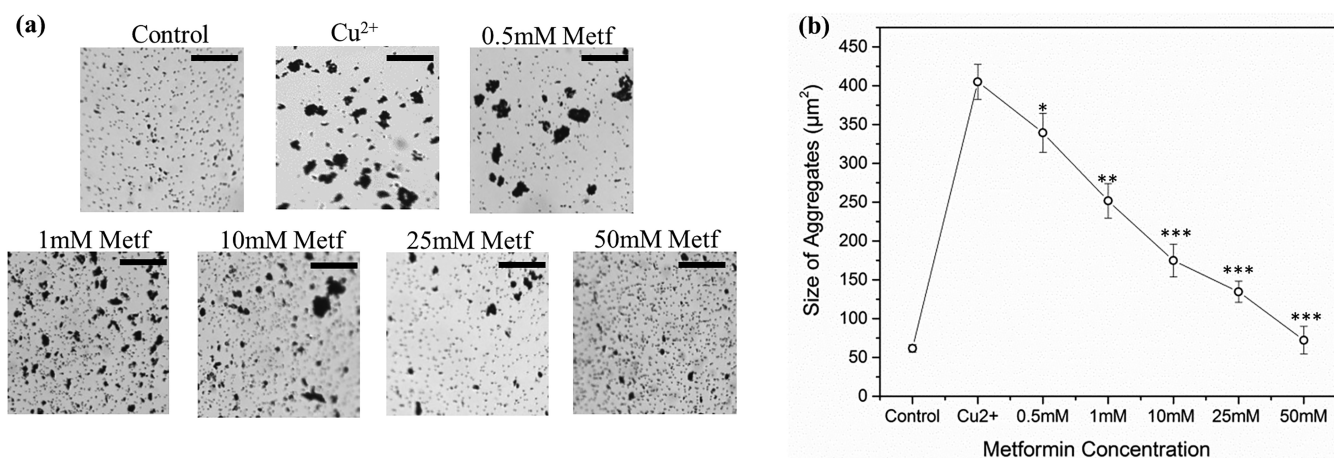 (a)
Control
Cu²⁺
0.5mM Metf
1mM Metf
10mM Metf
25mM Metf
50mM Metf
(b)
Size of Aggregates (μm²)
450
400
350
300
250
200
150
100
50
0
*
**
***
***
***
Control
Cu2+
0.5mM
1mM
10mM
25mM
50mM
Metformin Concentration